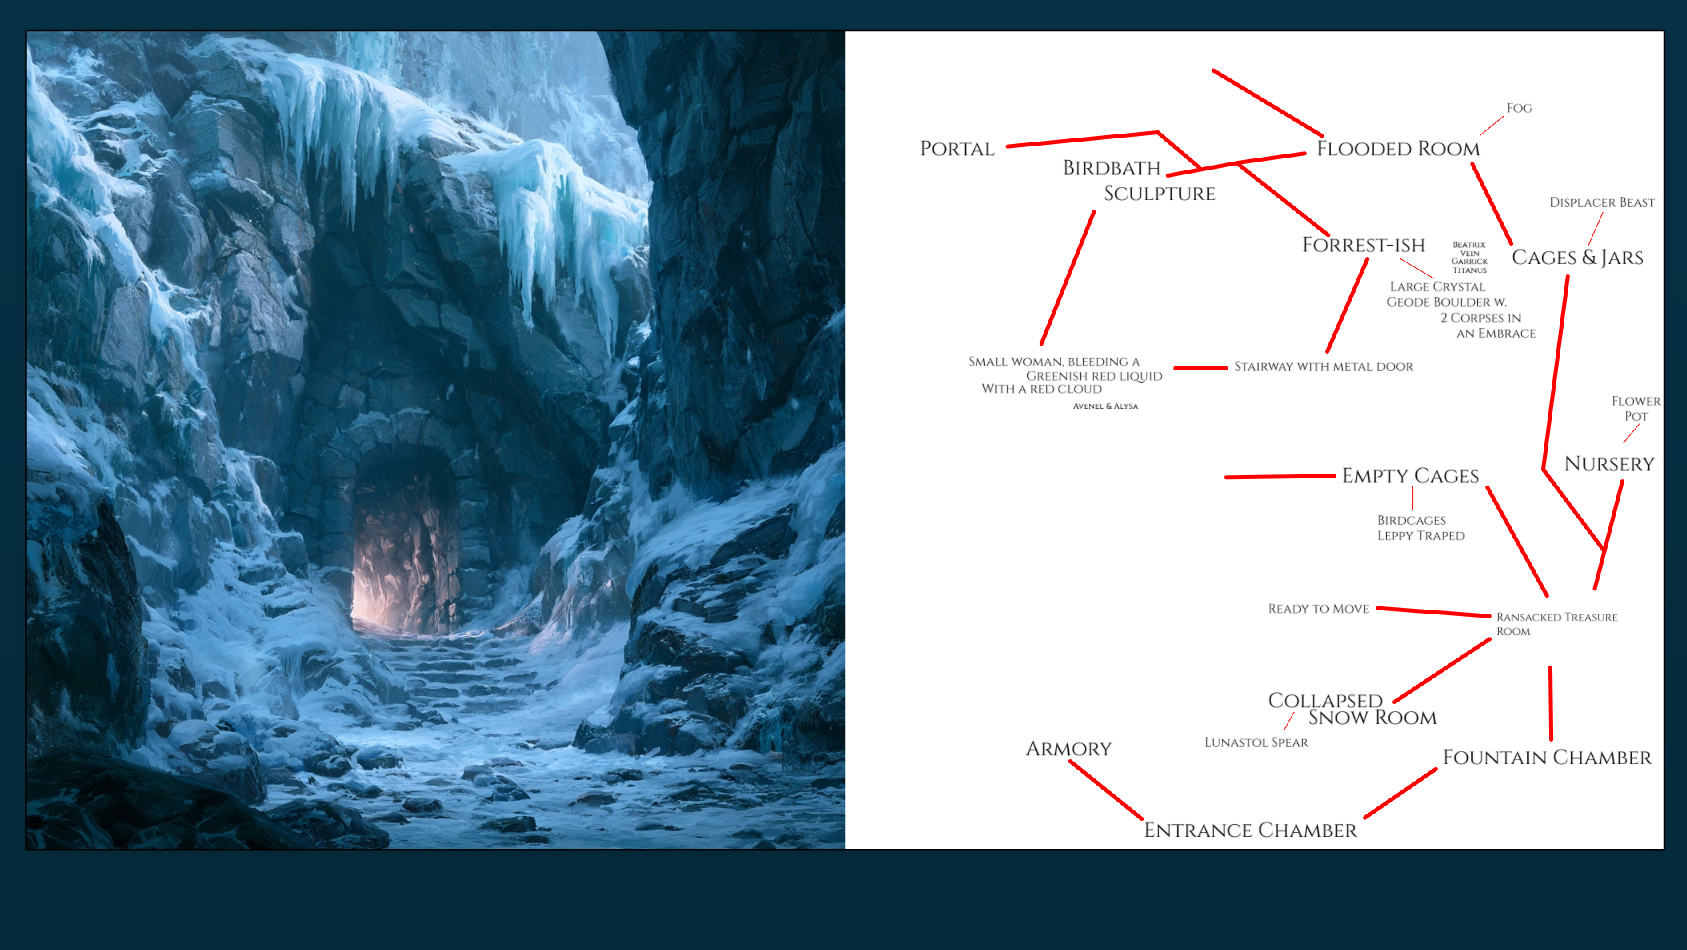 Fog
Portal
Flooded Room
Birdbath
Sculpture
Displacer Beast
Forrest-ish
Beatrix
Vein
Garrick
Titanus
Cages & Jars
Large Crystal
Geode Boulder w.
2 Corpses in
an Embrace
Small woman, bleeding a
Greenish red liquid
With a red cloud
Avenel & Alysa
Stairway with metal door
Flower
Pot
Nursery
Empty Cages
Birdcages
Leppy Traped
Ready to Move
Ransacked Treasure
Room
Collapsed
Snow Room
Lunastol Spear
Armory
Fountain Chamber
Entrance Chamber